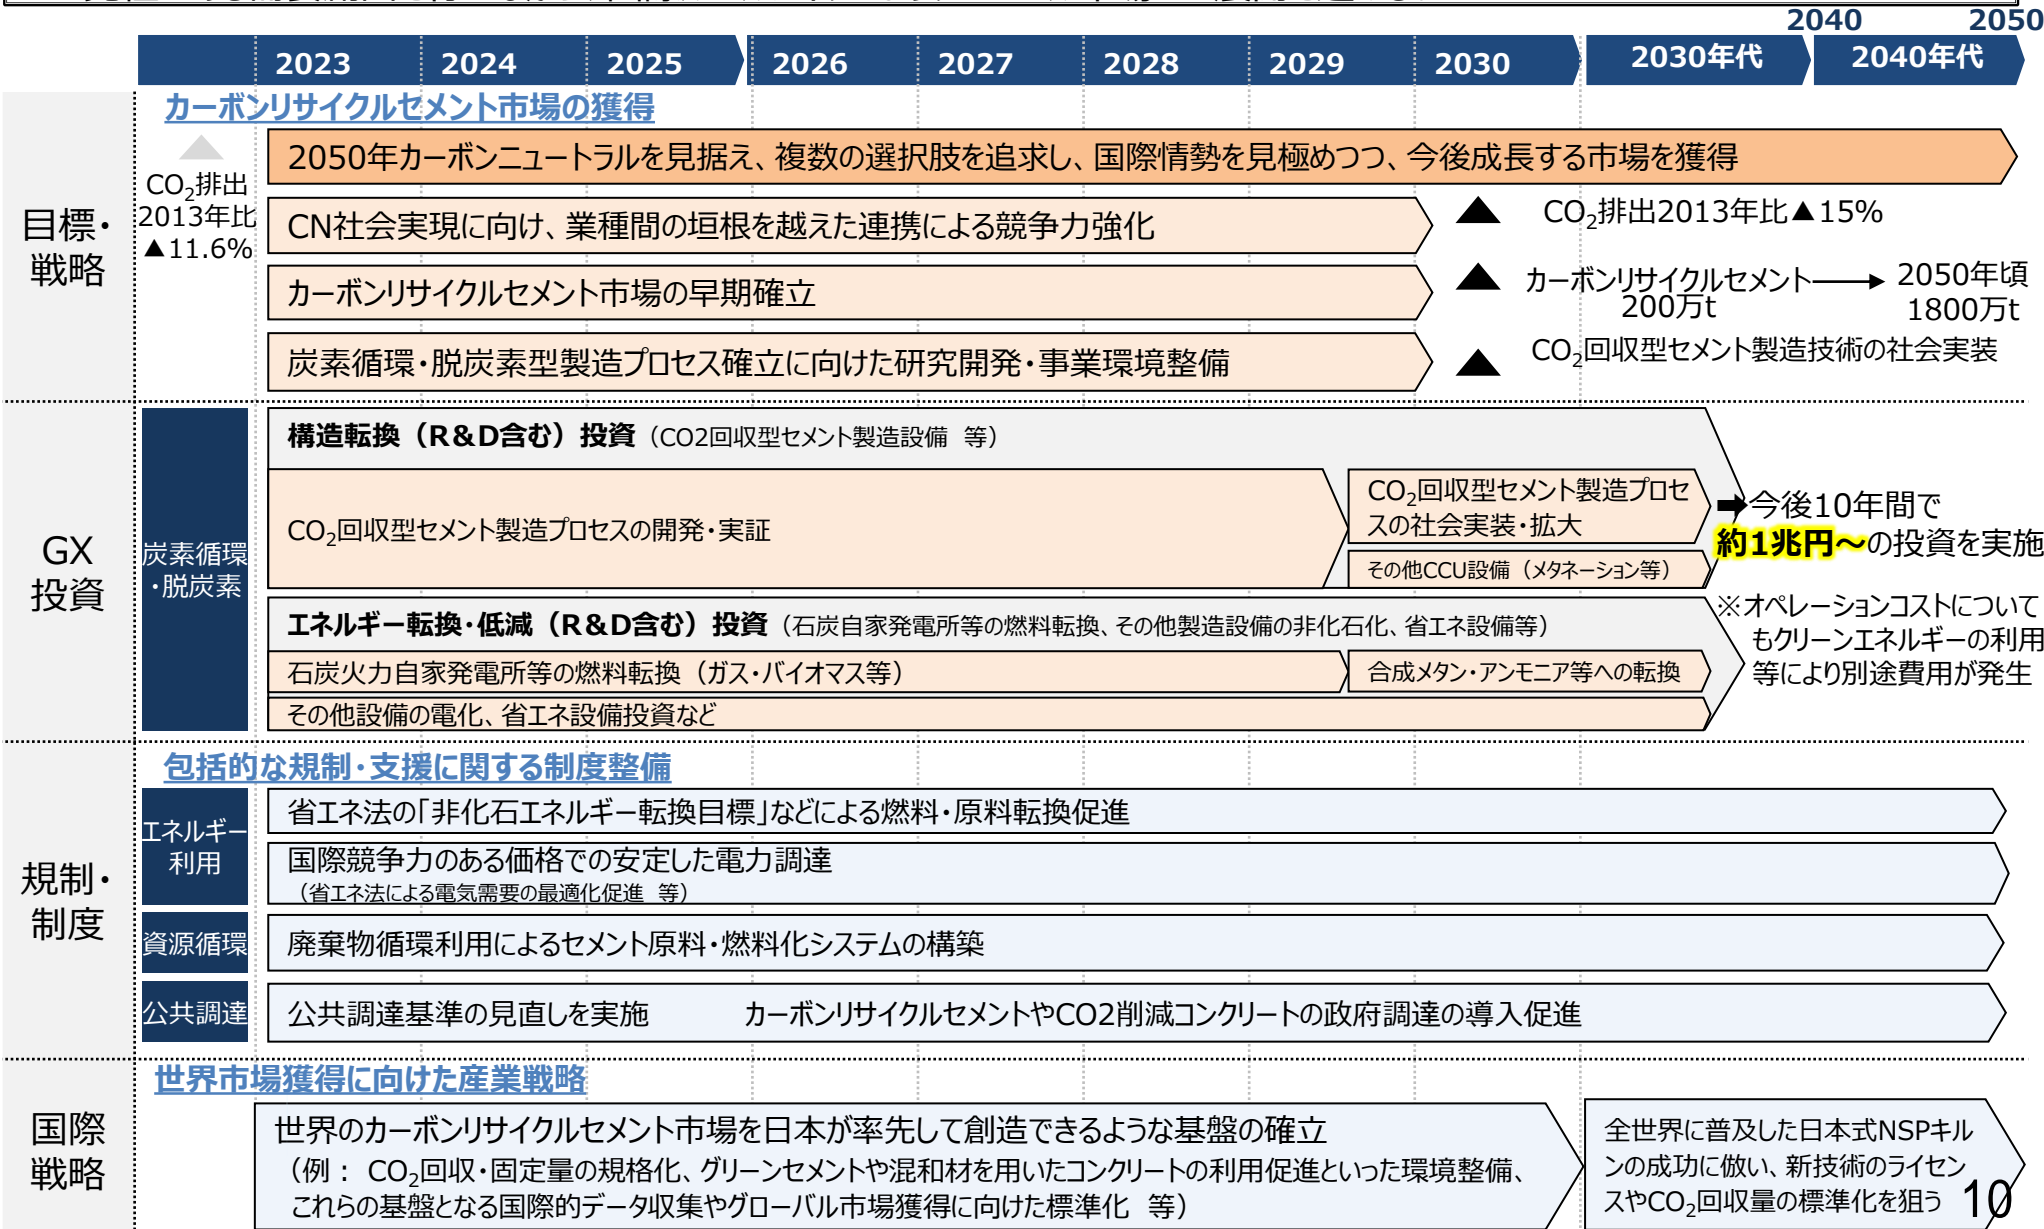 2040 2050
2023 2024 2025 2026 2027 2028 2029 2030 2030年代 2040年代
目標・
戦略
カーボンリサイクルセメント市場の獲得
CO2排出
2013年比
▲11.6%
2050年カーボンニュートラルを見据え、複数の選択肢を追求し、国際情勢を見極めつつ、今後成長する市場を獲得
CN社会実現に向け、業種間の垣根を越えた連携による競争力強化
CO2排出2013年比▲15%
カーボンリサイクルセメント市場の早期確立
カーボンリサイクルセメント
200万t
2050年頃
1800万t
炭素循環・脱炭素型製造プロセス確立に向けた研究開発・事業環境整備
CO2回収型セメント製造技術の社会実装
GX
投資
炭素循環
・脱炭素
構造転換（R&D含む）投資（CO2回収型セメント製造設備 等）
CO2回収型セメント製造プロセスの開発・実証
CO2回収型セメント製造プロセ
スの社会実装・拡大
その他CCU設備（メタネーション等）
エネルギー転換・低減（R&D含む）投資（石炭自家発電所等の燃料転換、その他製造設備の非化石化、省エネ設備等）
石炭火力自家発電所等の燃料転換（ガス・バイオマス等）
合成メタン・アンモニア等への転換
その他設備の電化、省エネ設備投資など
➡今後10年間で
約1兆円～の投資を実施
※オペレーションコストについて
もクリーンエネルギーの利用
等により別途費用が発生
規制・
制度
包括的な規制・支援に関する制度整備
エネルギー
利用
省エネ法の「非化石エネルギー転換目標」などによる燃料・原料転換促進
国際競争力のある価格での安定した電力調達
（省エネ法による電気需要の最適化促進 等）
資源循環
廃棄物循環利用によるセメント原料・燃料化システムの構築
公共調達
公共調達基準の見直しを実施 カーボンリサイクルセメントやCO2削減コンクリートの政府調達の導入促進
国際
戦略
世界市場獲得に向けた産業戦略
世界のカーボンリサイクルセメント市場を日本が率先して創造できるような基盤の確立
（例： CO2回収・固定量の規格化、グリーンセメントや混和材を用いたコンクリートの利用促進といった環境整備、
これらの基盤となる国際的データ収集やグローバル市場獲得に向けた標準化 等）
全世界に普及した日本式NSPキル
ンの成功に倣い、新技術のライセン
スやCO2回収量の標準化を狙う
10